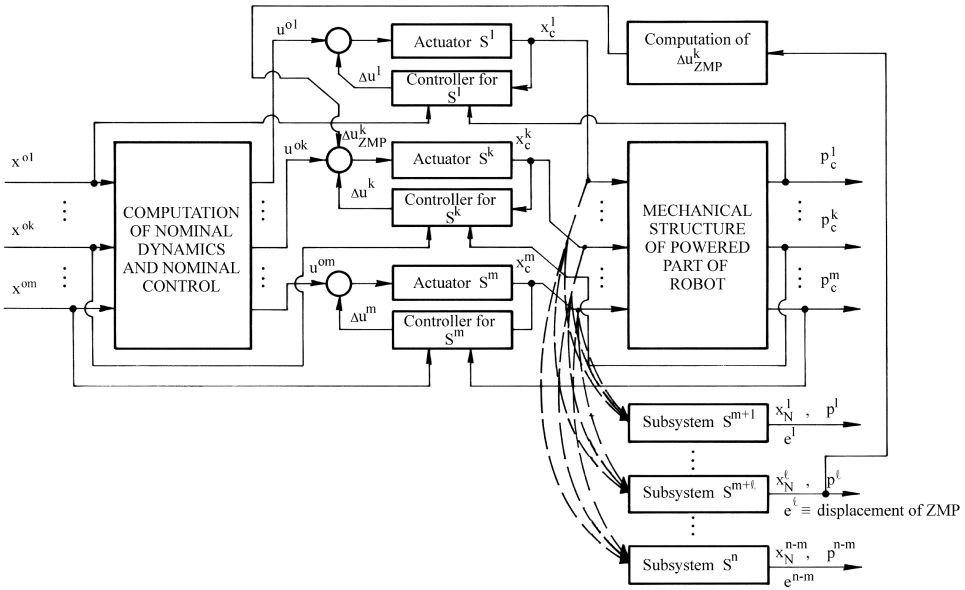 u^o1
Actuator S^1
x_c^1
Computation of
Δu^k_ZMP
Δu^1
Controller for
S^1
x^o1
Δu^k_ZMP
u^ok
Actuator S^k
x_c^k
p_c^1
Δu^k
Controller for
S^k
COMPUTATION
OF NOMINAL
DYNAMICS
AND NOMINAL
CONTROL
MECHANICAL
STRUCTURE
OF POWERED
PART OF
ROBOT
x^ok
p_c^k
x^om
u^om
Actuator S^m
x_c^m
p_c^m
Δu^m
Controller for
S^m
Subsystem S^m+1
x_N^1 , p^1
e^1
Subsystem S^m+ℓ
x_N^ℓ , p^ℓ
e^ℓ ≡ displacement of ZMP
Subsystem S^n
x_N^n-m , p^n-m
e^n-m